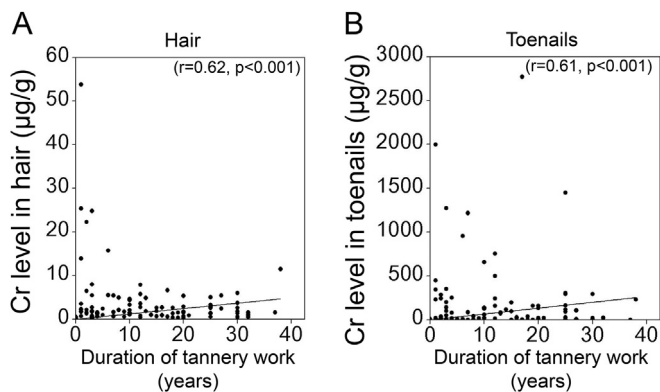 A
Hair
(r=0.62, p<0.001)
Cr level in hair (µg/g)
60
50
40
30
20
10
0
0 10 20 30 40
Duration of tannery work
(years)
B
Toenails
(r=0.61, p<0.001)
Cr level in toenails (µg/g)
3000
2500
2000
1500
1000
500
0
0 10 20 30 40
Duration of tannery work
(years)